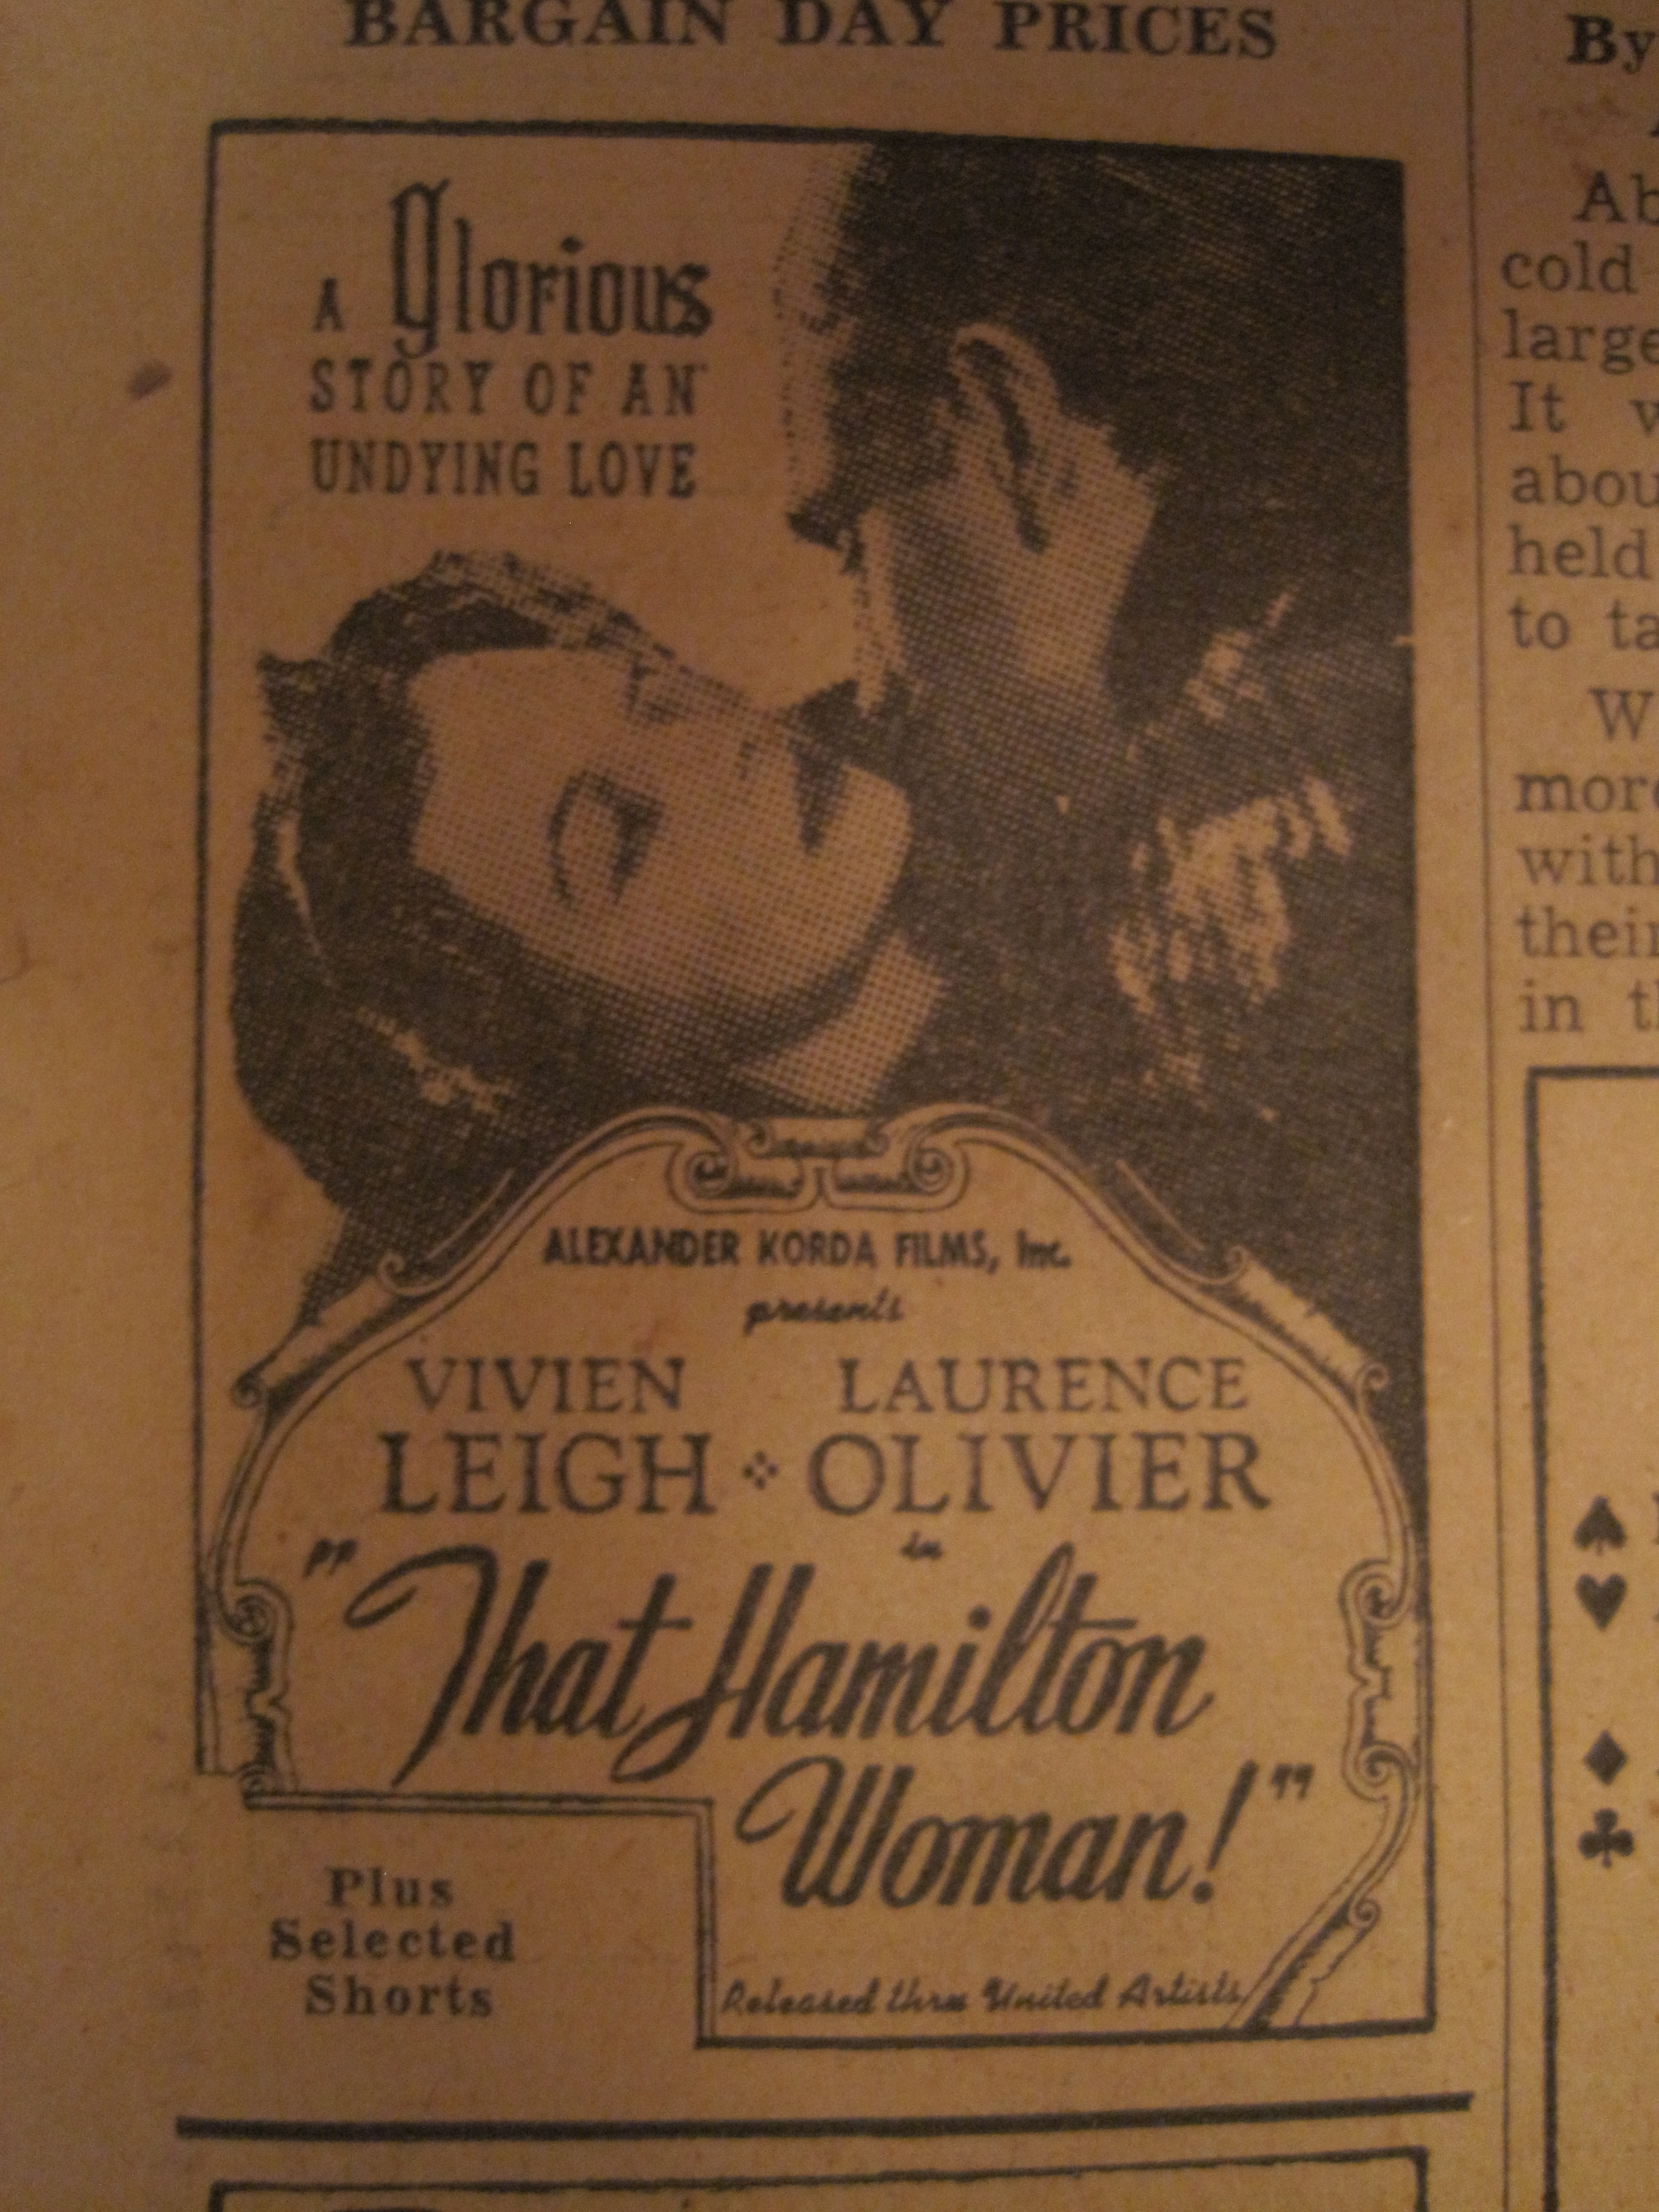 BARGAIN DAY PRICES
A Glorious
STORY OF AN
UNDYING LOVE
ALEXANDER KORDA FILMS, Inc.
presents
VIVIEN LAURENCE
LEIGH OLIVIER
in
"That Hamilton
Woman!"
Plus
Selected
Shorts
Released thru United Artists
By
Ab
cold
large
It w
abou
held
to ta
W
more
with
their
in th